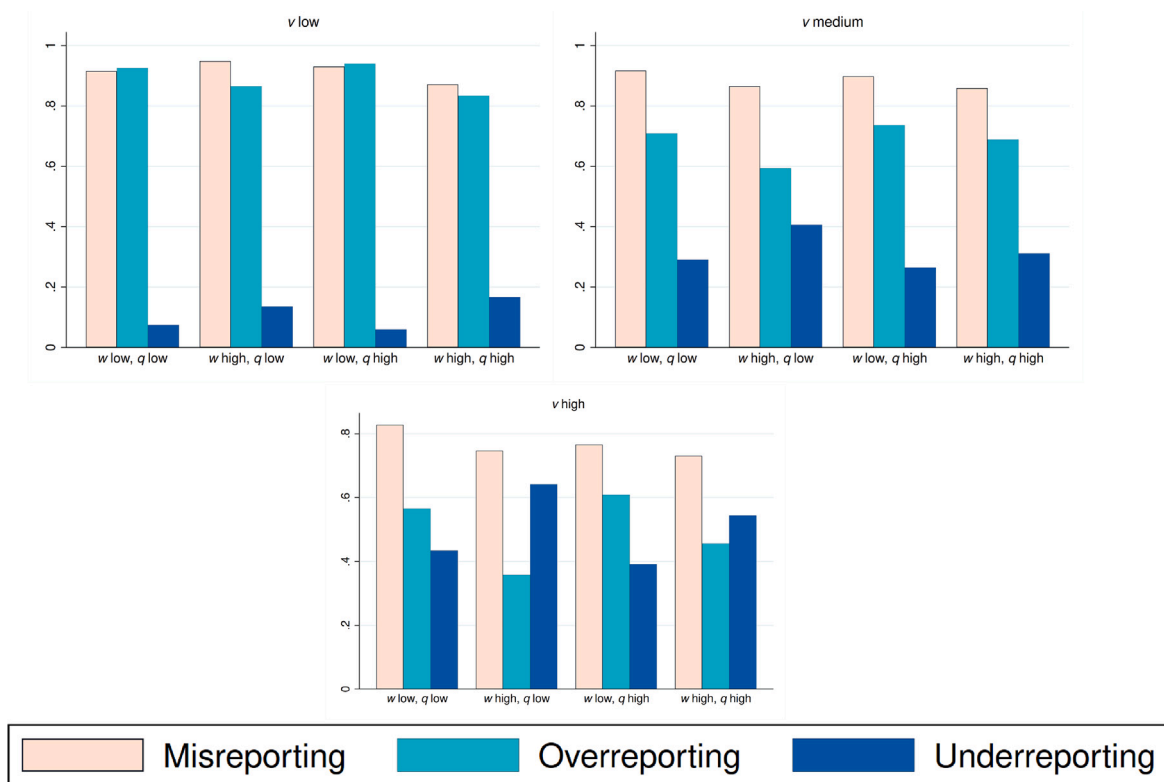 v low
1
.8
.6
.4
.2
0
w low, q low
w high, q low
w low, q high
w high, q high
v medium
1
.8
.6
.4
.2
0
w low, q low
w high, q low
w low, q high
w high, q high
v high
.8
.6
.4
.2
0
w low, q low
w high, q low
w low, q high
w high, q high
Misreporting
Overreporting
Underreporting